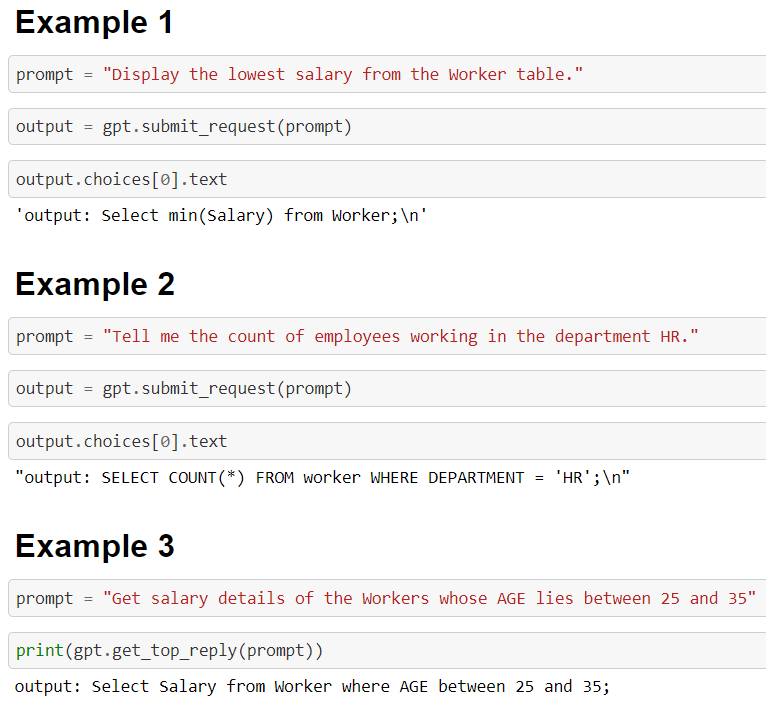 Example 1
prompt = "Display the lowest salary from the Worker table."
output = gpt.submit_request(prompt)
output.choices[0].text
'output: Select min(Salary) from Worker;\n'
Example 2
prompt = "Tell me the count of employees working in the department HR."
output = gpt.submit_request(prompt)
output.choices[0].text
"output: SELECT COUNT(*) FROM worker WHERE DEPARTMENT = 'HR';\n"
Example 3
prompt = "Get salary details of the Workers whose AGE lies between 25 and 35"
print(gpt.get_top_reply(prompt))
output: Select Salary from Worker where AGE between 25 and 35;